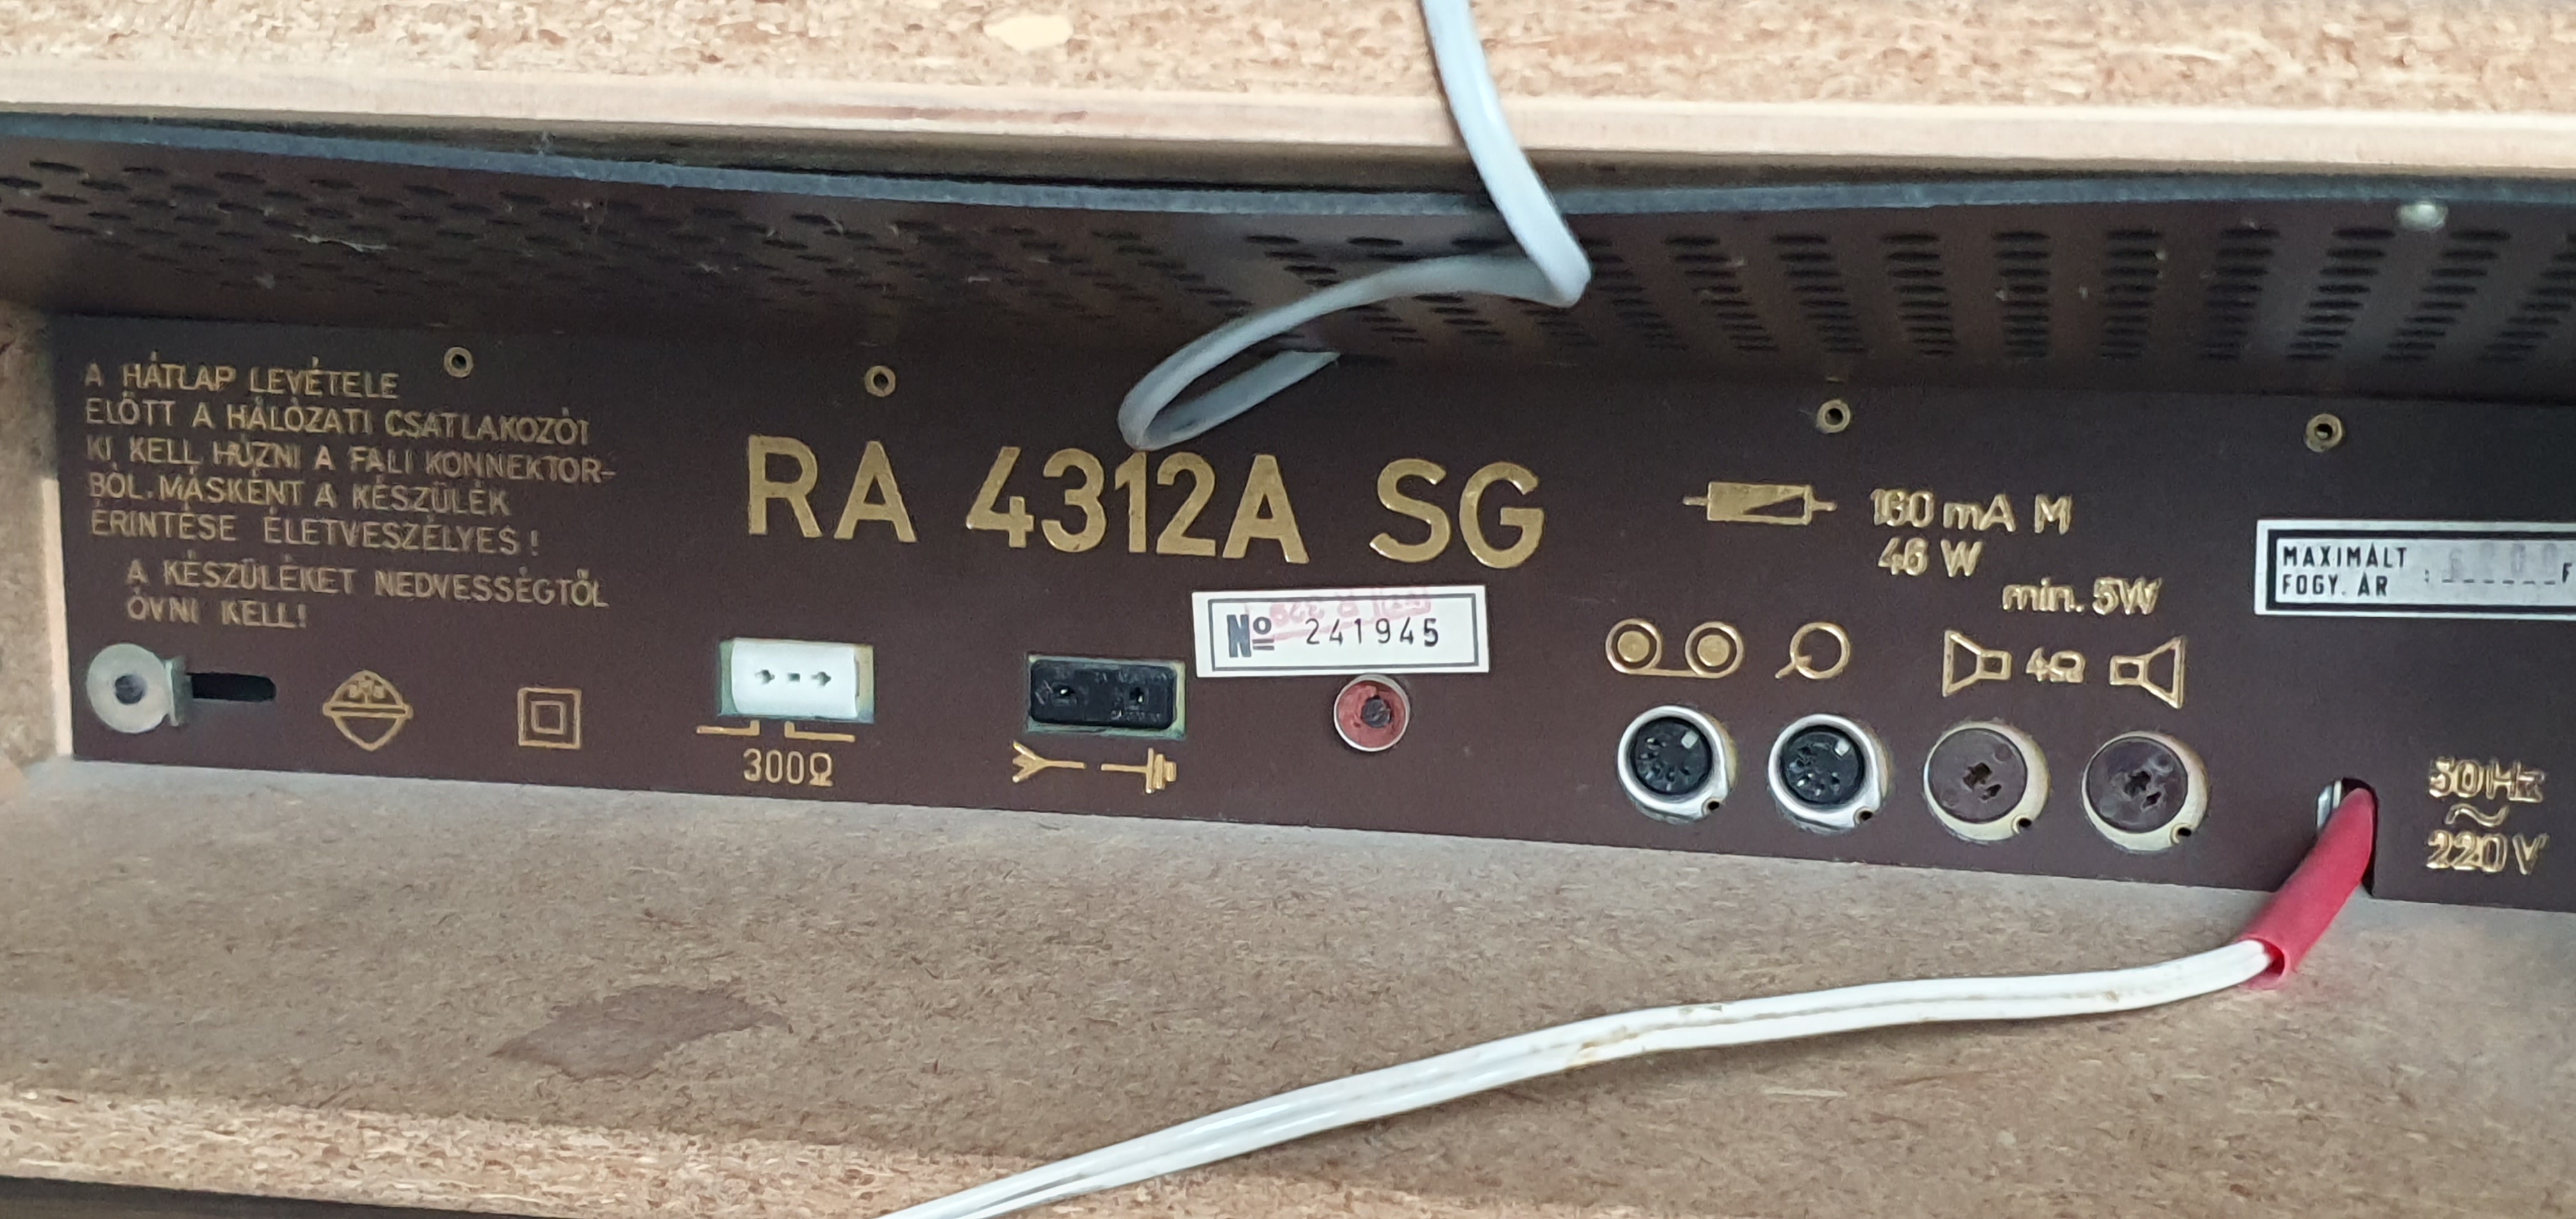 A HÁTLAP LEVÉTELE
ELŐTT A HÁLÓZATI CSATLAKOZÓT
KI KELL HÚZNI A FALI KONNEKTOR-
BÓL. MÁSKÉNT A KÉSZÜLÉK
ÉRINTÉSE ÉLETVESZÉLYES!
A KÉSZÜLÉKET NEDVESSÉGTŐL
ÓVNI KELL!
RA 4312A SG
160 mA M
46 W
min. 5W
4Ω
MAXIMÁLT
FOGY. ÁR : F
№ 241945
300Ω
50Hz
~
220V